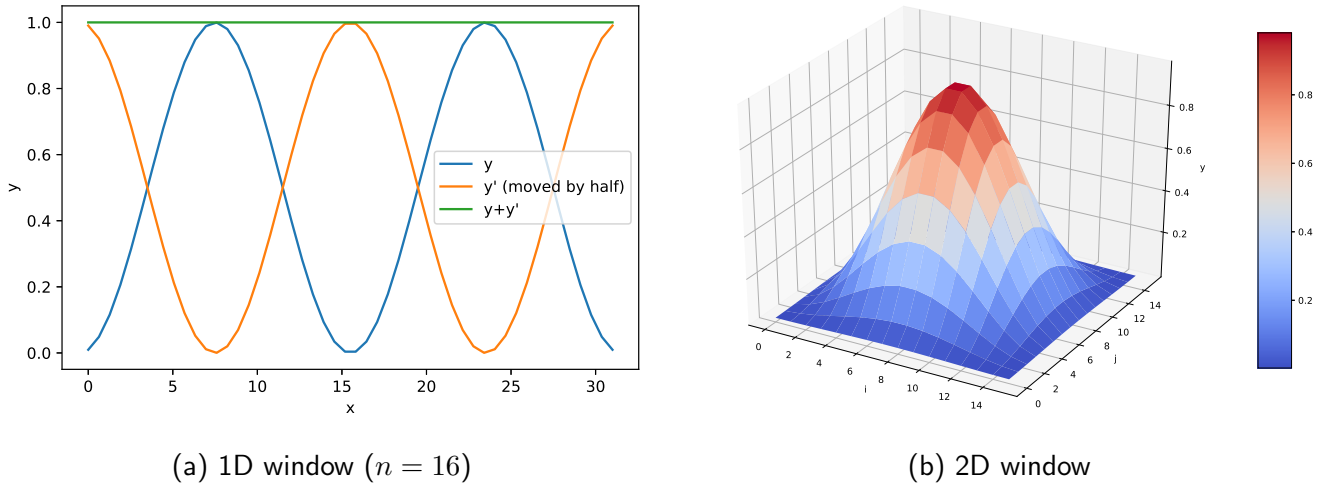 1.0
0.8
0.6
0.4
0.2
0.0
y
0 5 10 15 20 25 30
x
y
y' (moved by half)
y+y'
0.8
0.6
0.4
0.2
y
0 2 4 6 8 10 12 14
i
0 2 4 6 8 10 12 14
j
0.8
0.6
0.4
0.2
(a) 1D window (n = 16)
(b) 2D window